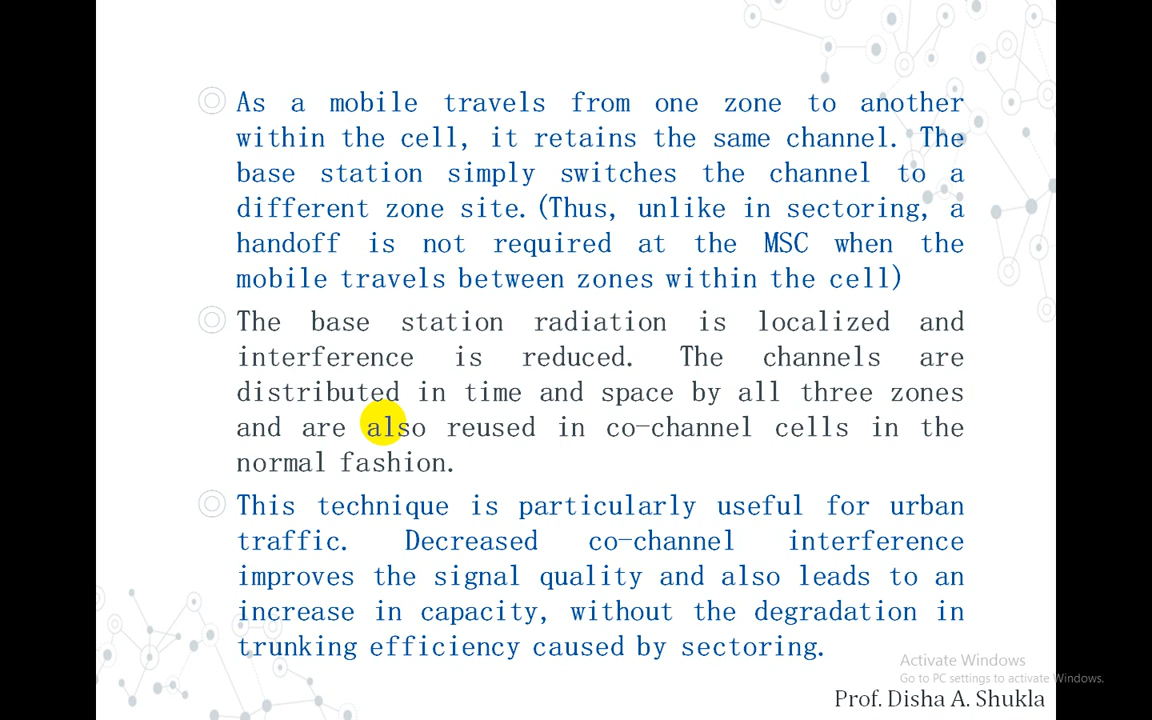 As a mobile travels from one zone to another
within the cell, it retains the same channel. The
base station simply switches the channel to a
different zone site.(Thus, unlike in sectoring, a
handoff is not required at the MSC when the
mobile travels between zones within the cell)
The base station radiation is localized and
interference is reduced. The channels are
distributed in time and space by all three zones
and are also reused in co-channel cells in the
normal fashion.
This technique is particularly useful for urban
traffic. Decreased co-channel interference
improves the signal quality and also leads to an
increase in capacity, without the degradation in
trunking efficiency caused by sectoring.
Activate Windows
Go to PC settings to activate Windows.
Prof. Disha A. Shukla